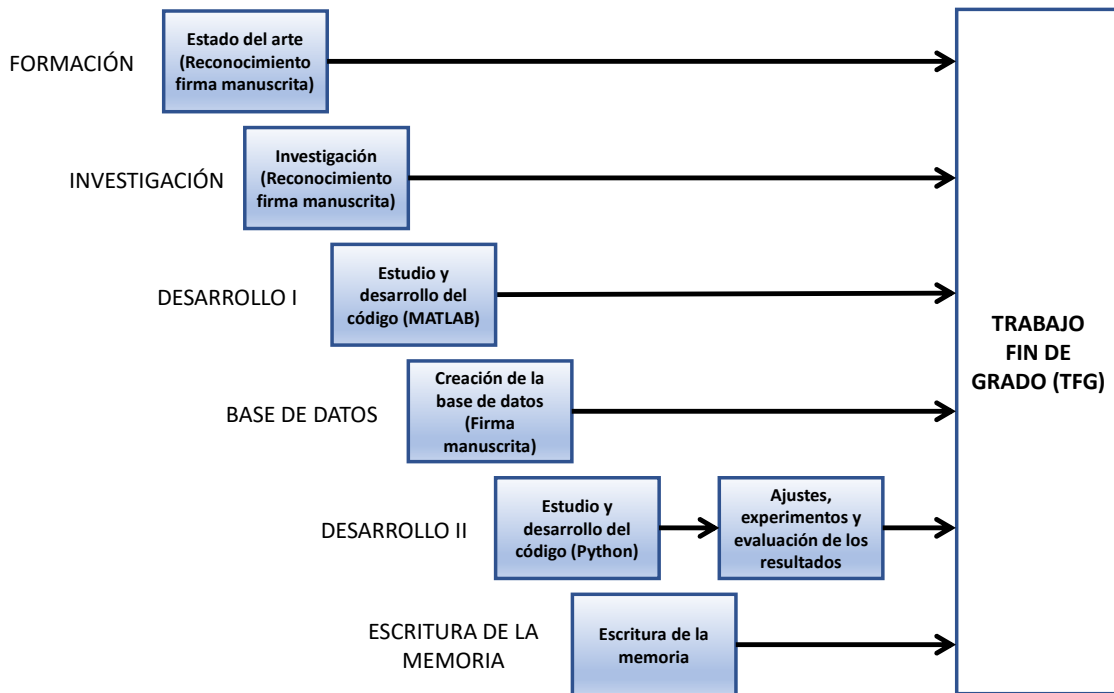 FORMACIÓN
Estado del arte
(Reconocimiento
firma manuscrita)
INVESTIGACIÓN
Investigación
(Reconocimiento
firma manuscrita)
DESARROLLO I
Estudio y
desarrollo del
código (MATLAB)
BASE DE DATOS
Creación de la
base de datos
(Firma
manuscrita)
DESARROLLO II
Estudio y
desarrollo del
código (Python)
Ajustes,
experimentos y
evaluación de los
resultados
ESCRITURA DE LA
MEMORIA
Escritura de la
memoria
TRABAJO
FIN DE
GRADO (TFG)